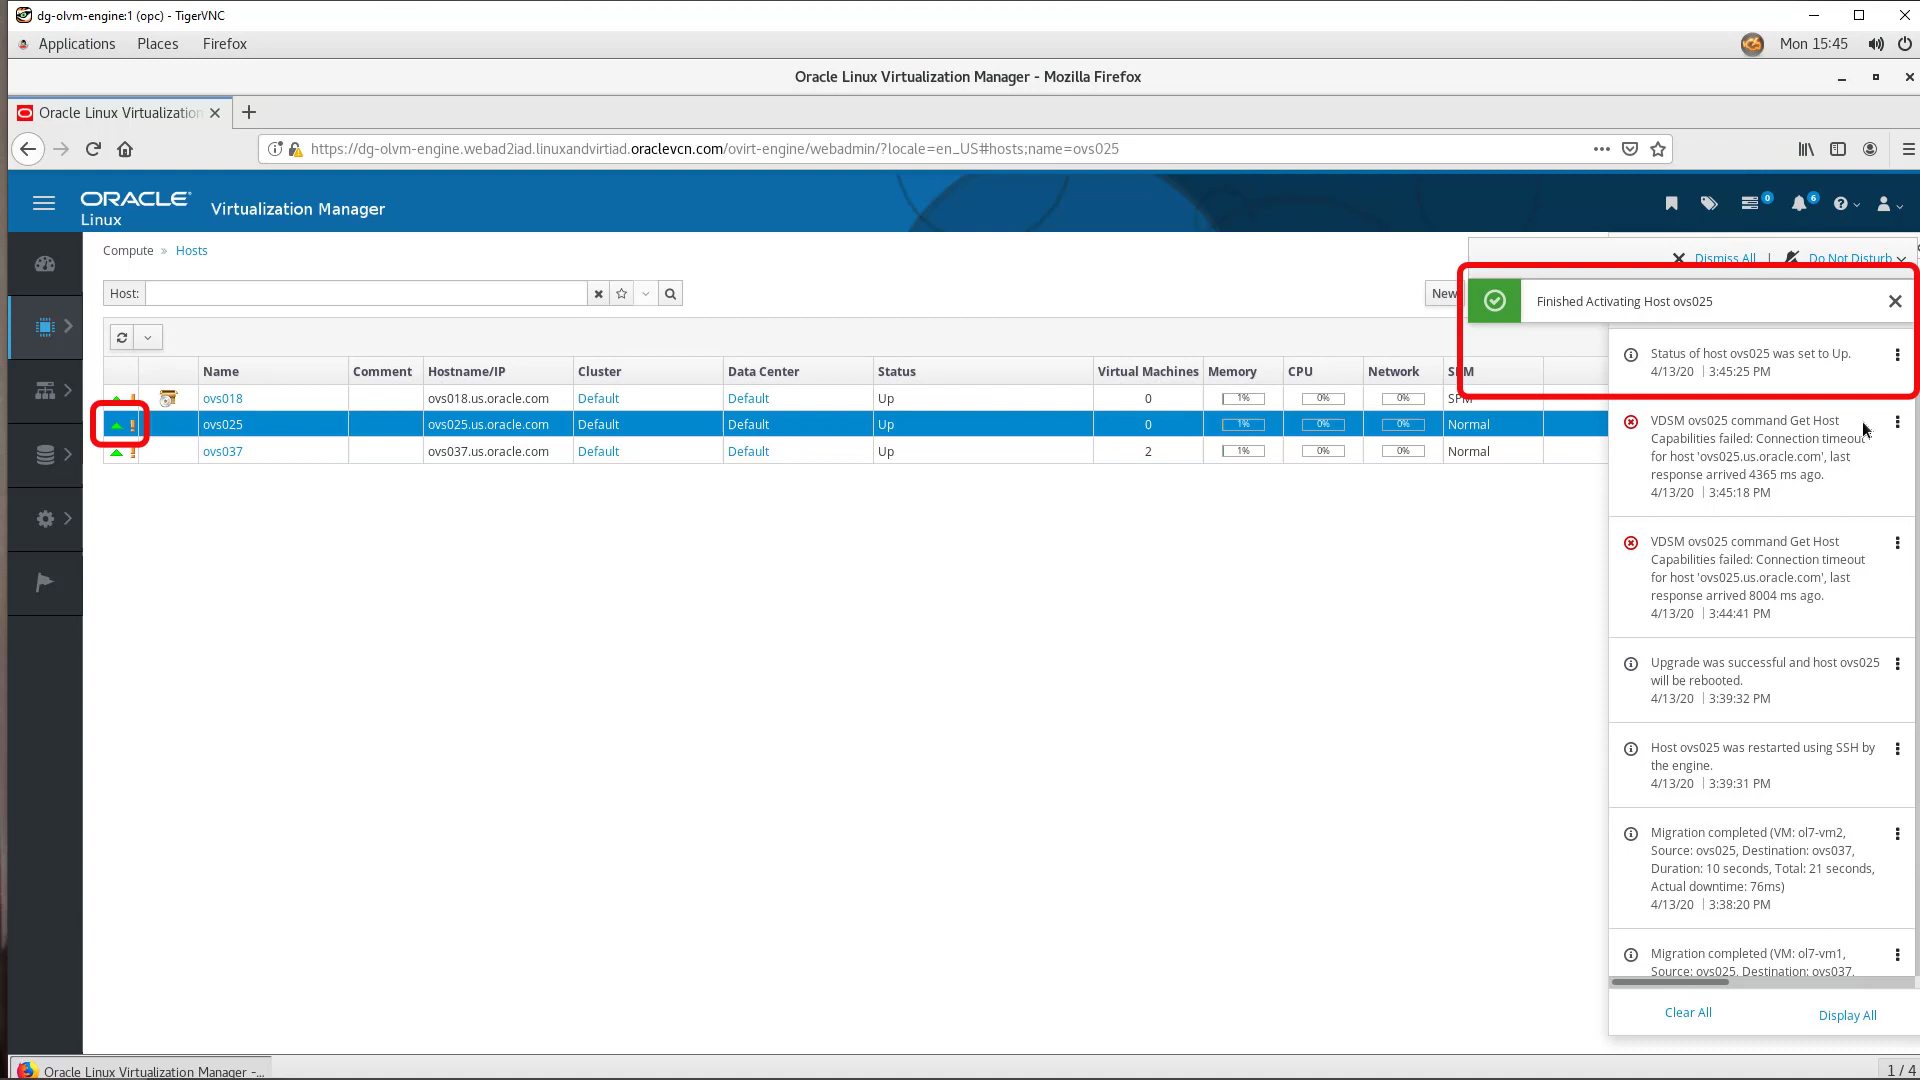 dg-olvm-engine:1 (opc) - TigerVNC
Applications Places Firefox Mon 15:45
Oracle Linux Virtualization Manager - Mozilla Firefox
Oracle Linux Virtualization
https://dg-olvm-engine.webad2iad.linuxandvirtiad.oraclevcn.com/ovirt-engine/webadmin/?locale=en_US#hosts;name=ovs025
ORACLE
Linux
Virtualization Manager
0 6
Compute » Hosts
Dismiss All | Do Not Disturb
Host: New
Finished Activating Host ovs025
Name Comment Hostname/IP Cluster Data Center Status Virtual Machines Memory CPU Network SPM
ovs018 ovs018.us.oracle.com Default Default Up 0 1% 0% 0% SPM
ovs025 ovs025.us.oracle.com Default Default Up 0 1% 0% 0% Normal
ovs037 ovs037.us.oracle.com Default Default Up 2 1% 0% 0% Normal
Status of host ovs025 was set to Up.
4/13/20 | 3:45:25 PM
VDSM ovs025 command Get Host
Capabilities failed: Connection timeout
for host 'ovs025.us.oracle.com', last
response arrived 4365 ms ago.
4/13/20 | 3:45:18 PM
VDSM ovs025 command Get Host
Capabilities failed: Connection timeout
for host 'ovs025.us.oracle.com', last
response arrived 8004 ms ago.
4/13/20 | 3:44:41 PM
Upgrade was successful and host ovs025
will be rebooted.
4/13/20 | 3:39:32 PM
Host ovs025 was restarted using SSH by
the engine.
4/13/20 | 3:39:31 PM
Migration completed (VM: ol7-vm2,
Source: ovs025, Destination: ovs037,
Duration: 10 seconds, Total: 21 seconds,
Actual downtime: 76ms)
4/13/20 | 3:38:20 PM
Migration completed (VM: ol7-vm1,
Source: ovs025, Destination: ovs037,
Clear All Display All
Oracle Linux Virtualization Manager -... 1 / 4